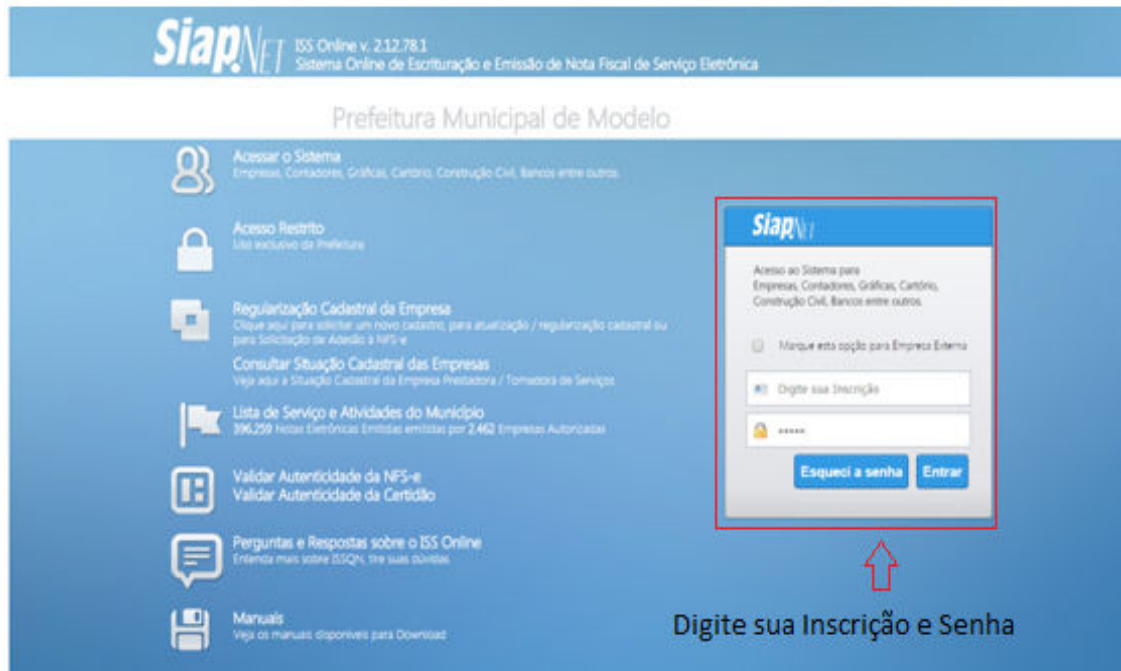 Siap.NET
ISS Online v. 2.12.78.1
Sistema Online de Escrituração e Emissão de Nota Fiscal de Serviço Eletrônica
Prefeitura Municipal de Modelo
Acessar o Sistema
Empresas, Contadores, Gráficas, Cartório, Construção Civil, Bancos entre outros.
Acesso Restrito
Uso exclusivo da Prefeitura
Regularização Cadastral da Empresa
Clique aqui para solicitar um novo cadastro, para atualização / regularização cadastral ou
para Solicitação de Adesão à NFS-e
Consultar Situação Cadastral das Empresas
Veja aqui a Situação Cadastral da Empresa Prestadora / Tomadora de Serviços
Lista de Serviço e Atividades do Município
396.259 Notas Eletrônicas Emitidas emitidas por 2.462 Empresas Autorizadas
Validar Autenticidade da NFS-e
Validar Autenticidade da Certidão
Perguntas e Respostas sobre o ISS Online
Entenda mais sobre ISSQN, tire suas dúvidas
Manuais
Veja os manuais disponíveis para Download
Siap.NET
Acesso ao Sistema para
Empresas, Contadores, Gráficas, Cartório,
Construção Civil, Bancos entre outros.
Marque esta opção para Empresa Externa
Digite sua Inscrição
•••••
Esqueci a senha
Entrar
Digite sua Inscrição e Senha